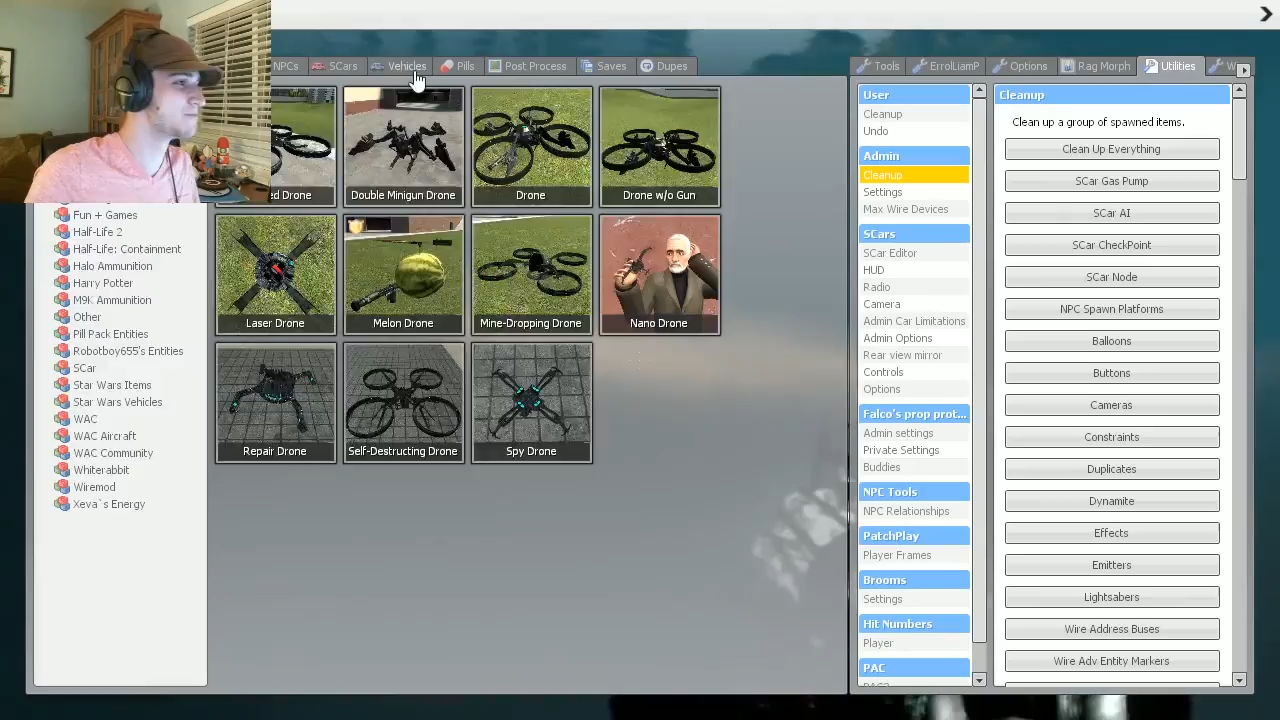 NPCs
SCars
Vehicles
Pills
Post Process
Saves
Dupes
Tools
ErrolLiamP
Options
Rag Morph
Utilities
W
ed Drone
Double Minigun Drone
Drone
Drone w/o Gun
Laser Drone
Melon Drone
Mine-Dropping Drone
Nano Drone
Repair Drone
Self-Destructing Drone
Spy Drone
Fun + Games
Half-Life 2
Half-Life: Containment
Halo Ammunition
Harry Potter
M9K Ammunition
Other
Pill Pack Entities
Robotboy655's Entities
SCar
Star Wars Items
Star Wars Vehicles
WAC
WAC Aircraft
WAC Community
Whiterabbit
Wiremod
Xeva`s Energy
User
Cleanup
Undo
Admin
Cleanup
Settings
Max Wire Devices
SCars
SCar Editor
HUD
Radio
Camera
Admin Car Limitations
Admin Options
Rear view mirror
Controls
Options
Falco's prop prot...
Admin settings
Private Settings
Buddies
NPC Tools
NPC Relationships
PatchPlay
Player Frames
Brooms
Settings
Hit Numbers
Player
PAC
Cleanup
Clean up a group of spawned items.
Clean Up Everything
SCar Gas Pump
SCar AI
SCar CheckPoint
SCar Node
NPC Spawn Platforms
Balloons
Buttons
Cameras
Constraints
Duplicates
Dynamite
Effects
Emitters
Lightsabers
Wire Address Buses
Wire Adv Entity Markers